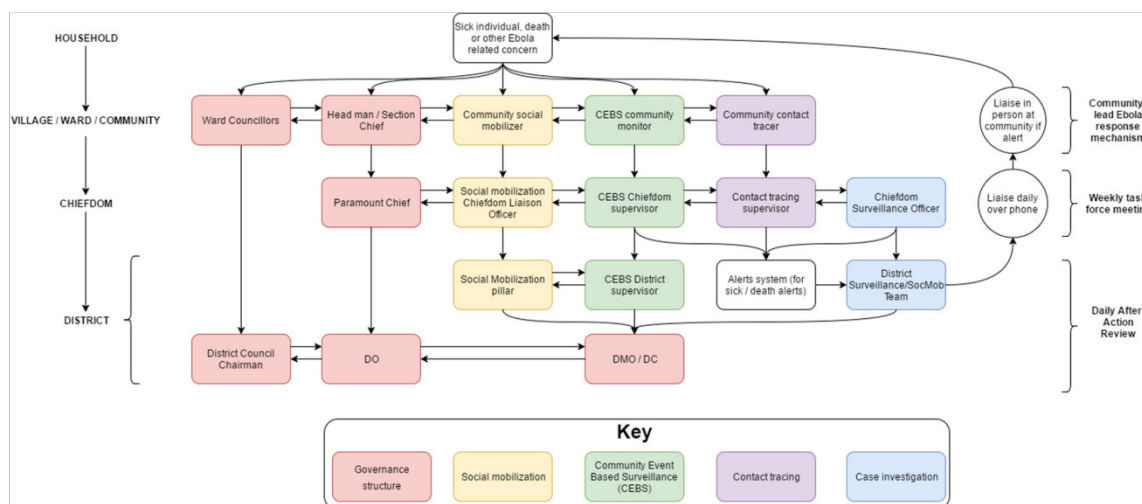 HOUSEHOLD
Sick individual, death
or other Ebola
related concern
VILLAGE / WARD / COMMUNITY
Ward Councillors
Head man / Section
Chief
Community social
mobilizer
CEBS community
monitor
Community contact
tracer
Liaise in
person at
community if
alert
Community
lead Ebola
response
mechanism
CHIEFDOM
Paramount Chief
Social mobilization
Chiefdom Liaison
Officer
CEBS Chiefdom
supervisor
Contact tracing
supervisor
Chiefdom
Surveillance Officer
Liaise daily
over phone
Weekly task
force meeting
DISTRICT
Social Mobilization
pillar
CEBS District
supervisor
Alerts system (for
sick / death alerts)
District
Surveillance/SocMob
Team
Daily After
Action
Review
District Council
Chairman
DO
DMO / DC
Key
Governance
structure
Social mobilization
Community Event
Based Surveillance
(CEBS)
Contact tracing
Case investigation